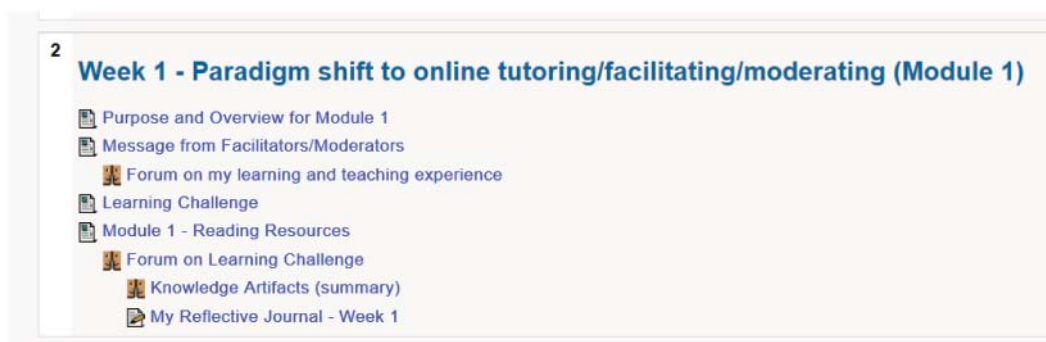 2
Week 1 - Paradigm shift to online tutoring/facilitating/moderating (Module 1)
Purpose and Overview for Module 1
Message from Facilitators/Moderators
Forum on my learning and teaching experience
Learning Challenge
Module 1 - Reading Resources
Forum on Learning Challenge
Knowledge Artifacts (summary)
My Reflective Journal - Week 1